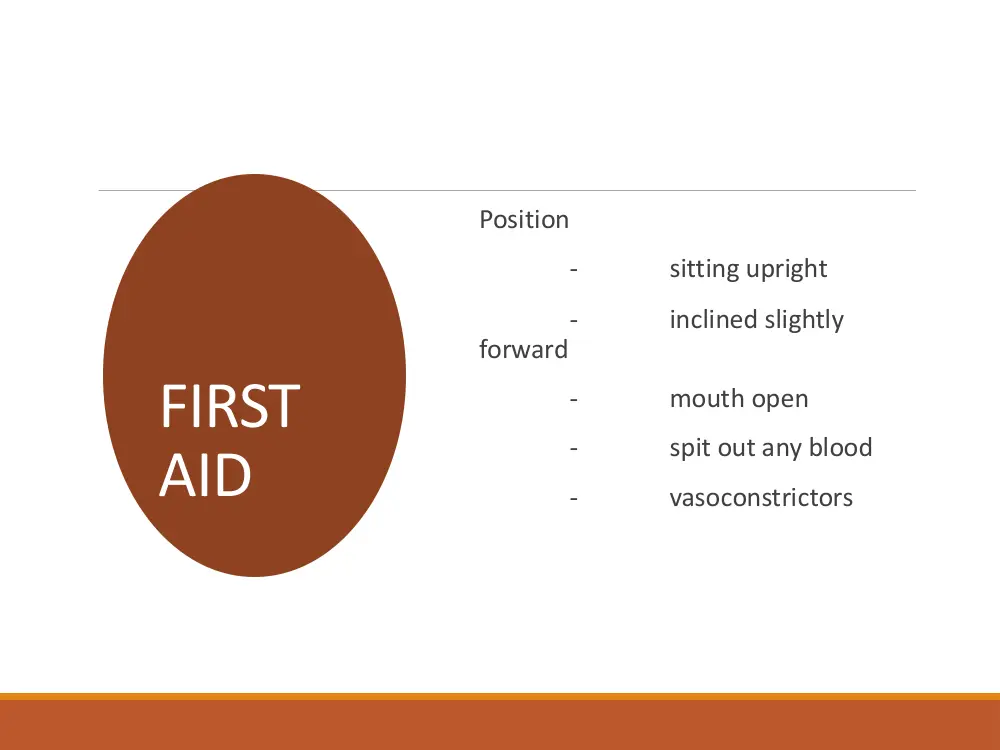 FIRST
AID
Position
- sitting upright
- inclined slightly
forward
- mouth open
- spit out any blood
- vasoconstrictors